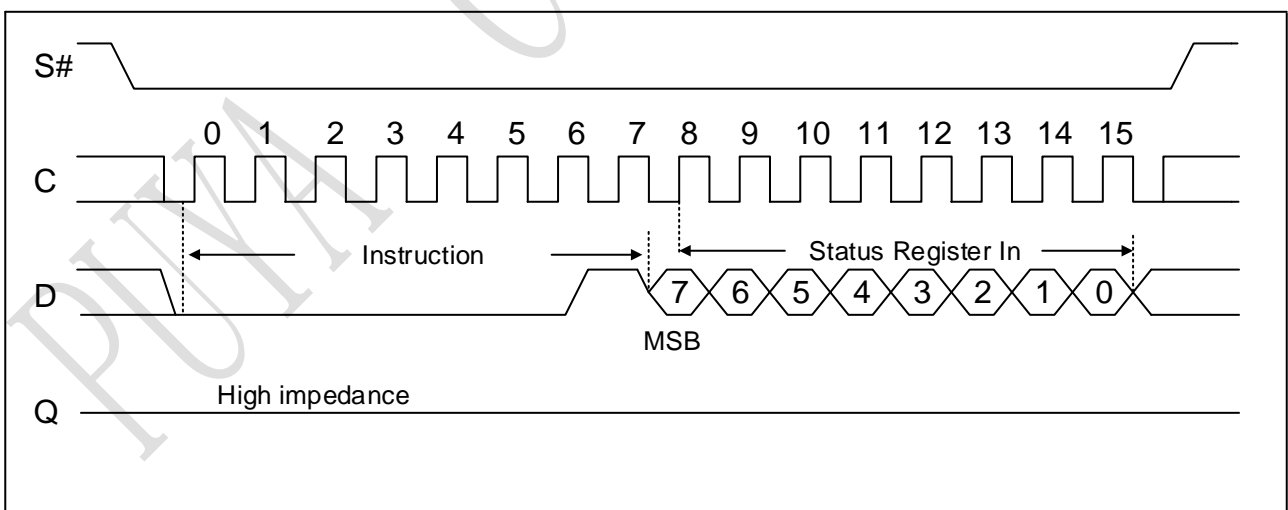 S#
0 1 2 3 4 5 6 7 8 9 10 11 12 13 14 15
C
Instruction
Status Register In
D
7 6 5 4 3 2 1 0
MSB
High impedance
Q
PUYA